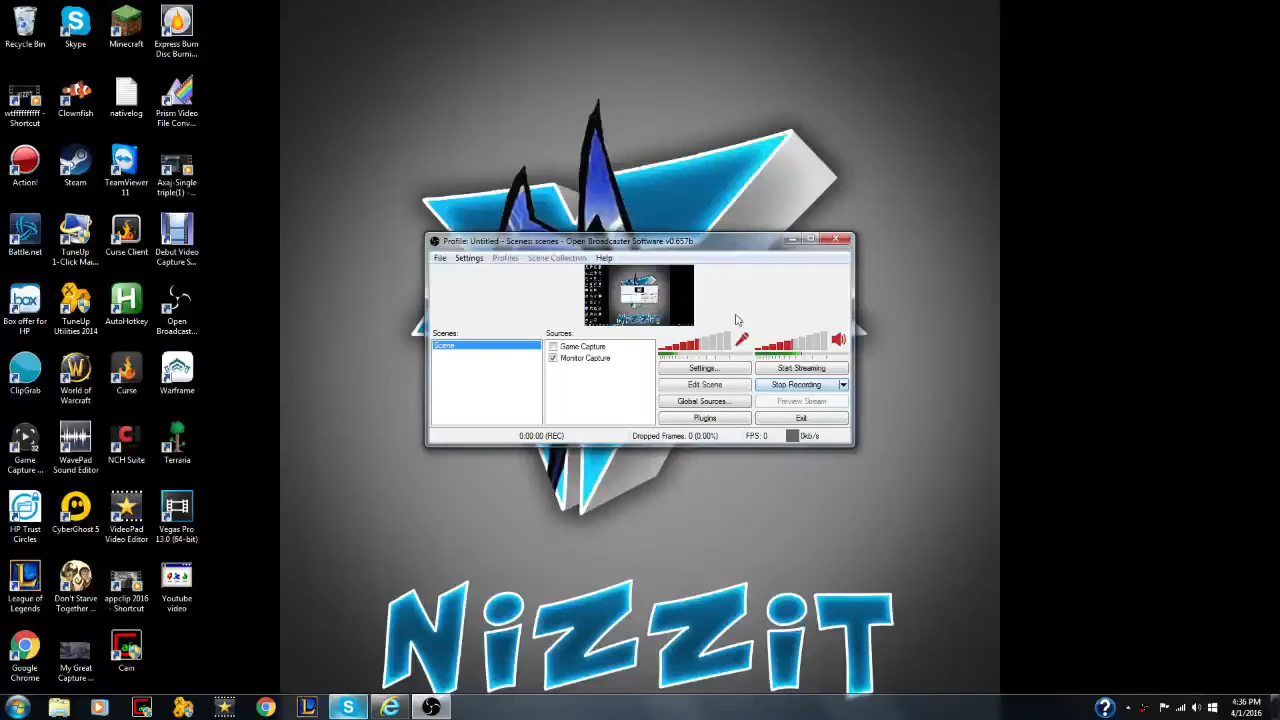 Recycle Bin
Skype
Minecraft
Express Burn
Disc Burni...
wtffffffffff -
Shortcut
Clownfish
nativelog
Prism Video
File Conv...
Action!
Steam
TeamViewer
11
Axaj-Single
triple(1) -...
Battle.net
TuneUp
1-Click Mai...
Curse Client
Debut Video
Capture S...
Box offer for
HP
TuneUp
Utilities 2014
AutoHotkey
Open
Broadcast...
ClipGrab
World of
Warcraft
Curse
Warframe
Game
Capture ...
WavePad
Sound Editor
NCH Suite
Terraria
HP Trust
Circles
CyberGhost 5
VideoPad
Video Editor
Vegas Pro
13.0 (64-bit)
League of
Legends
Don't Starve
Together ...
appclip 2016
- Shortcut
Youtube
video
Google
Chrome
My Great
Capture ...
Cain
Profile: Untitled - Scenes: scenes - Open Broadcaster Software v0.657b
File Settings Profiles Scene Collection Help
Scenes:
Sources:
Scene
Game Capture
Monitor Capture
Settings...
Start Streaming
Edit Scene
Stop Recording
Global Sources...
Preview Stream
Plugins
Exit
0:00:00 (REC)
Dropped Frames: 0 (0.00%)
FPS: 0
0kb/s
NiZZiT
4:36 PM
4/1/2016